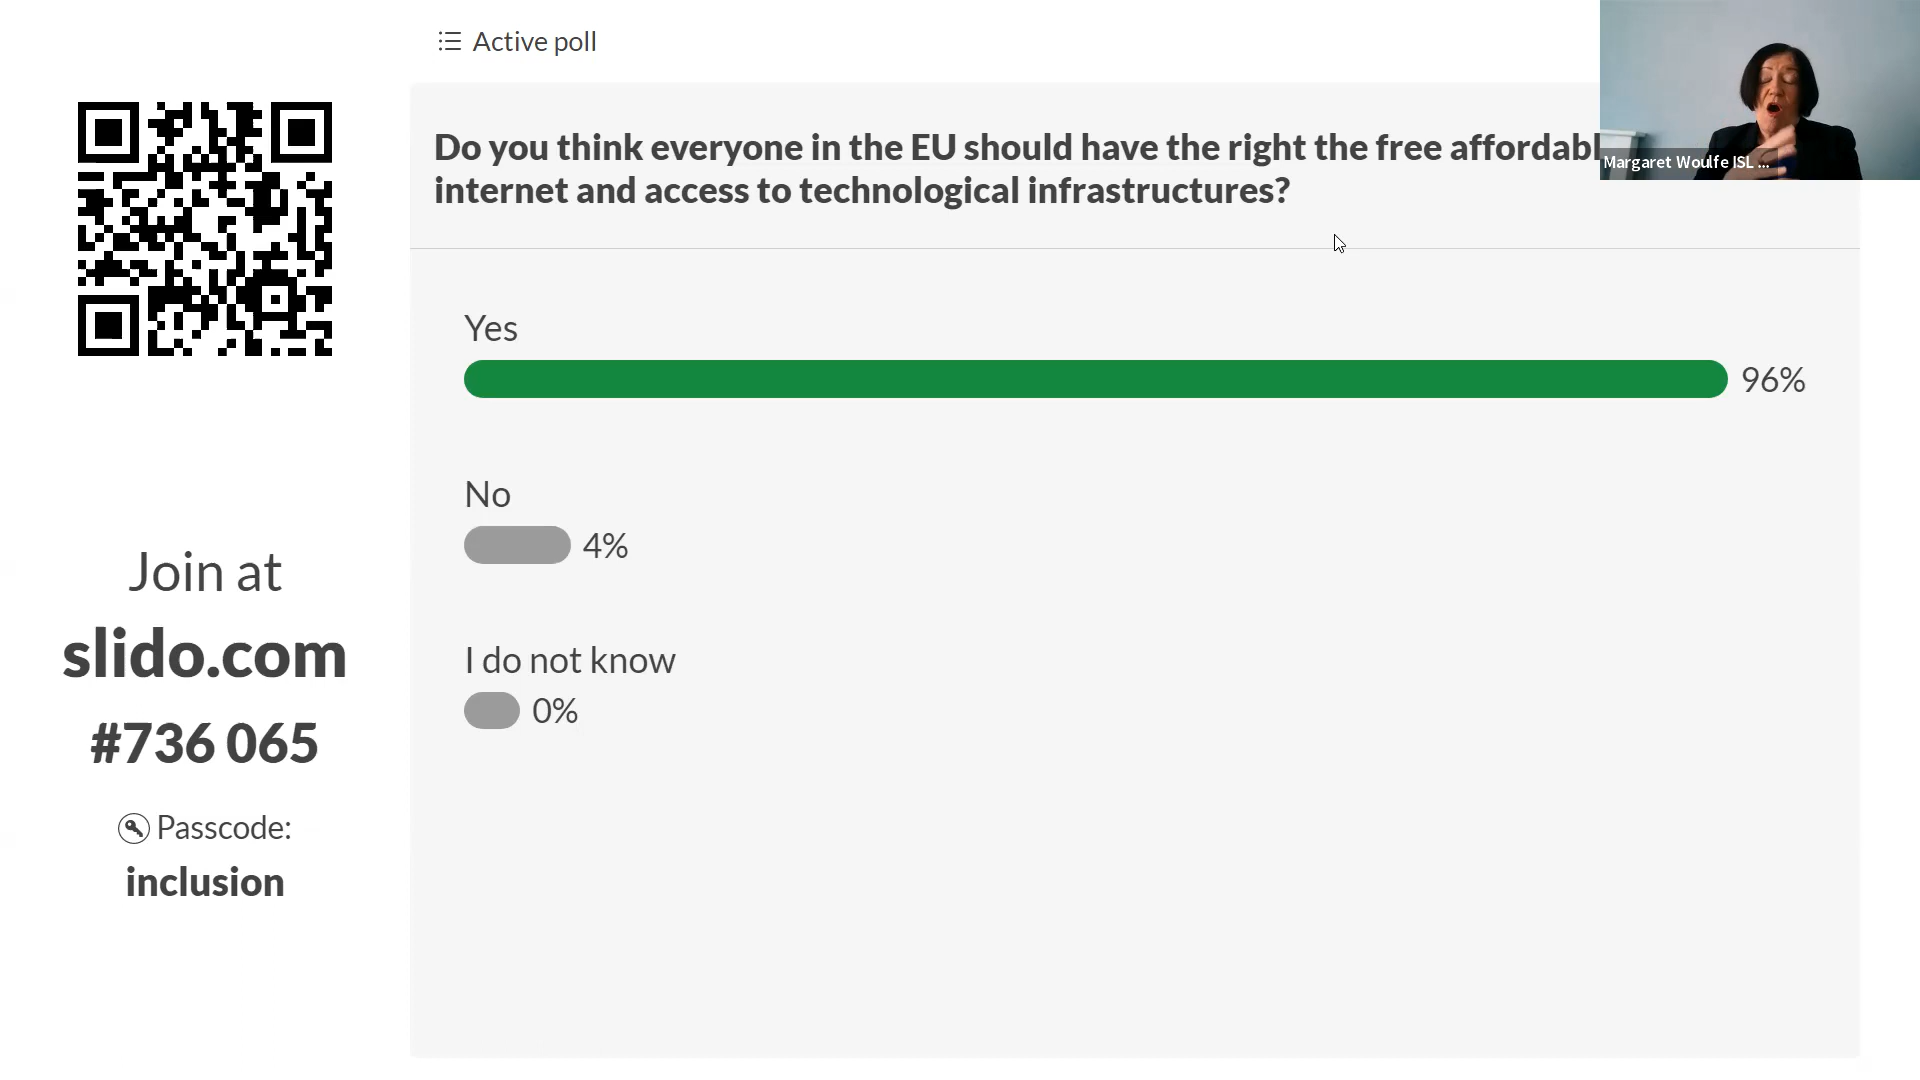 Active poll
Do you think everyone in the EU should have the right the free affordabl
internet and access to technological infrastructures?
Margaret Woulfe ISL ...
Yes
96%
No
4%
I do not know
0%
Join at
slido.com
#736 065
Passcode:
inclusion